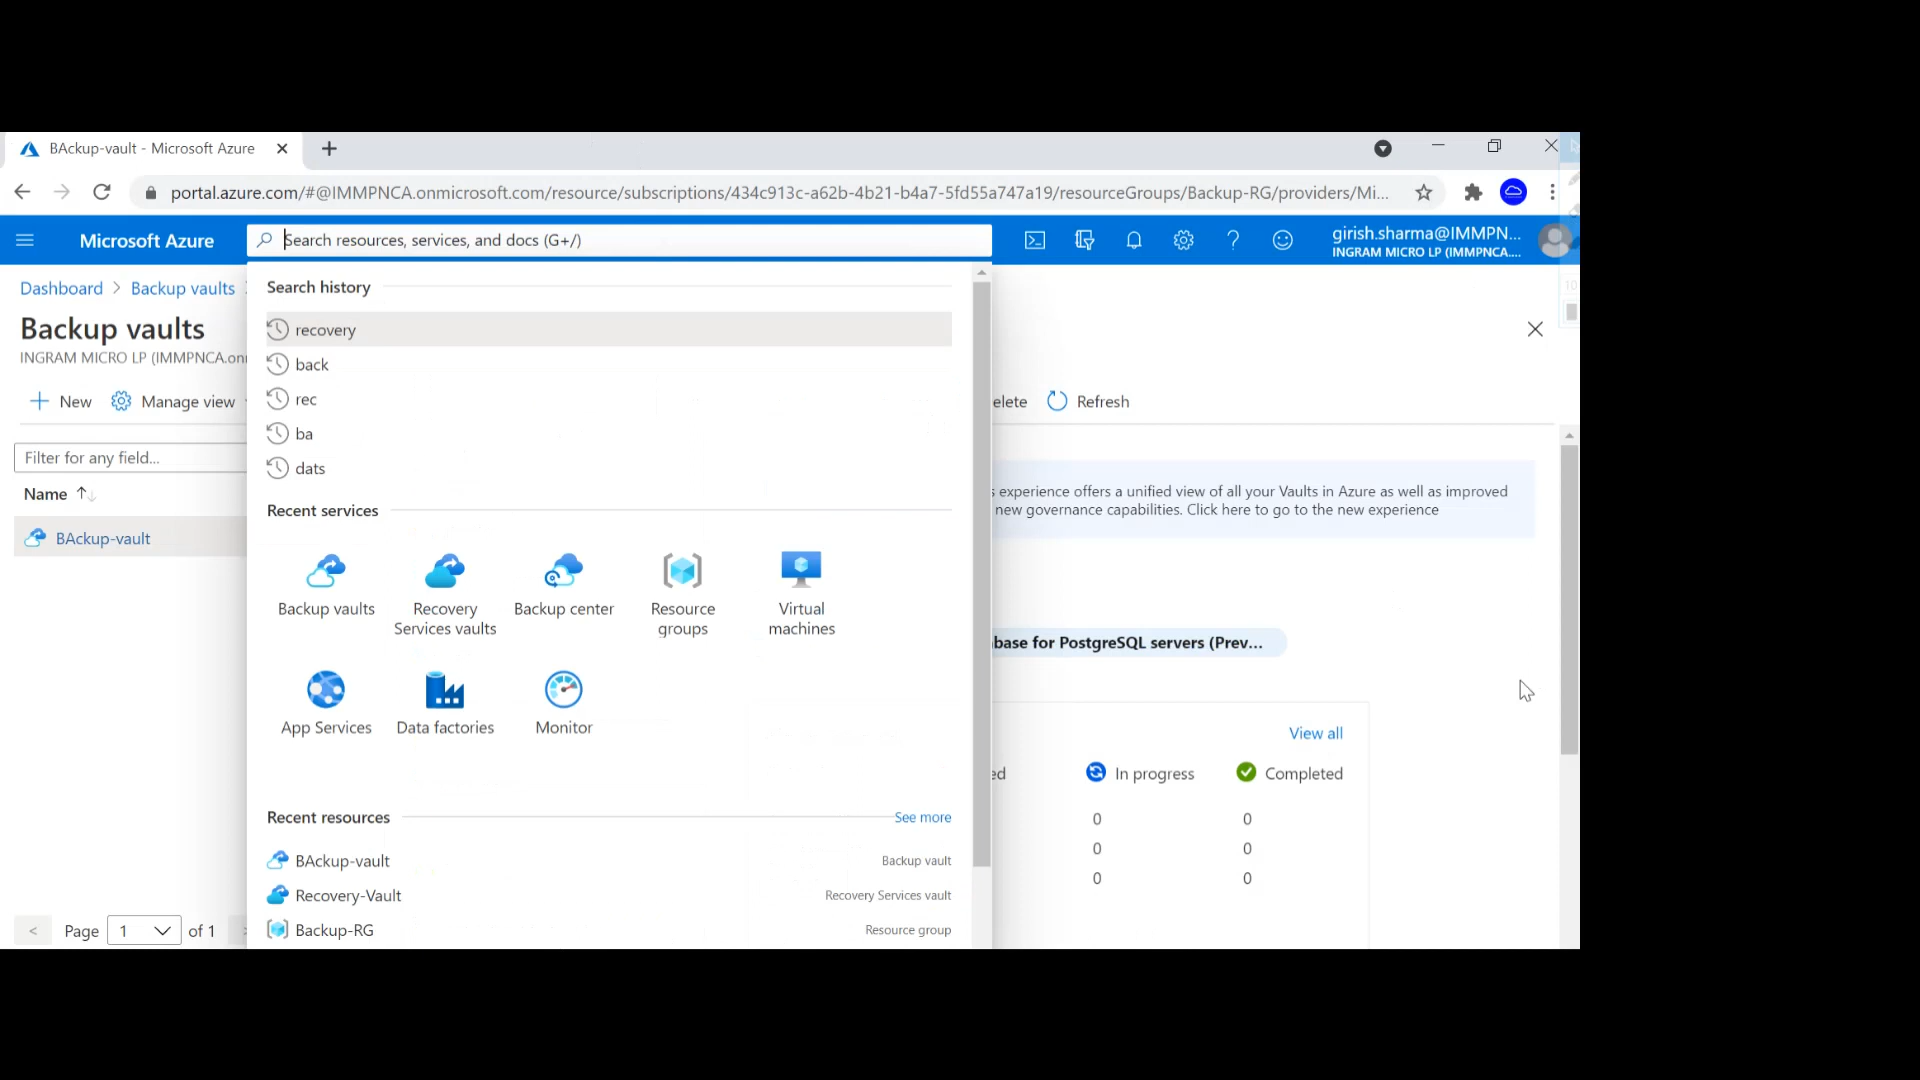 BAckup-vault - Microsoft Azure
portal.azure.com/#@IMMPNCA.onmicrosoft.com/resource/subscriptions/434c913c-a62b-4b21-b4a7-5fd55a747a19/resourceGroups/Backup-RG/providers/Mi...
Microsoft Azure
Search resources, services, and docs (G+/)
girish.sharma@IMMPN...
INGRAM MICRO LP (IMMPNCA....
Dashboard > Backup vaults
Backup vaults
INGRAM MICRO LP (IMMPNCA.on
New
Manage view
Filter for any field...
Name
BAckup-vault
< Page 1 of 1
Search history
recovery
back
rec
ba
dats
Recent services
Backup vaults
Recovery Services vaults
Backup center
Resource groups
Virtual machines
App Services
Data factories
Monitor
Recent resources
See more
BAckup-vault
Backup vault
Recovery-Vault
Recovery Services vault
Backup-RG
Resource group
elete
Refresh
s experience offers a unified view of all your Vaults in Azure as well as improved
new governance capabilities. Click here to go to the new experience
base for PostgreSQL servers (Prev...
View all
ed
In progress
Completed
0 0
0 0
0 0